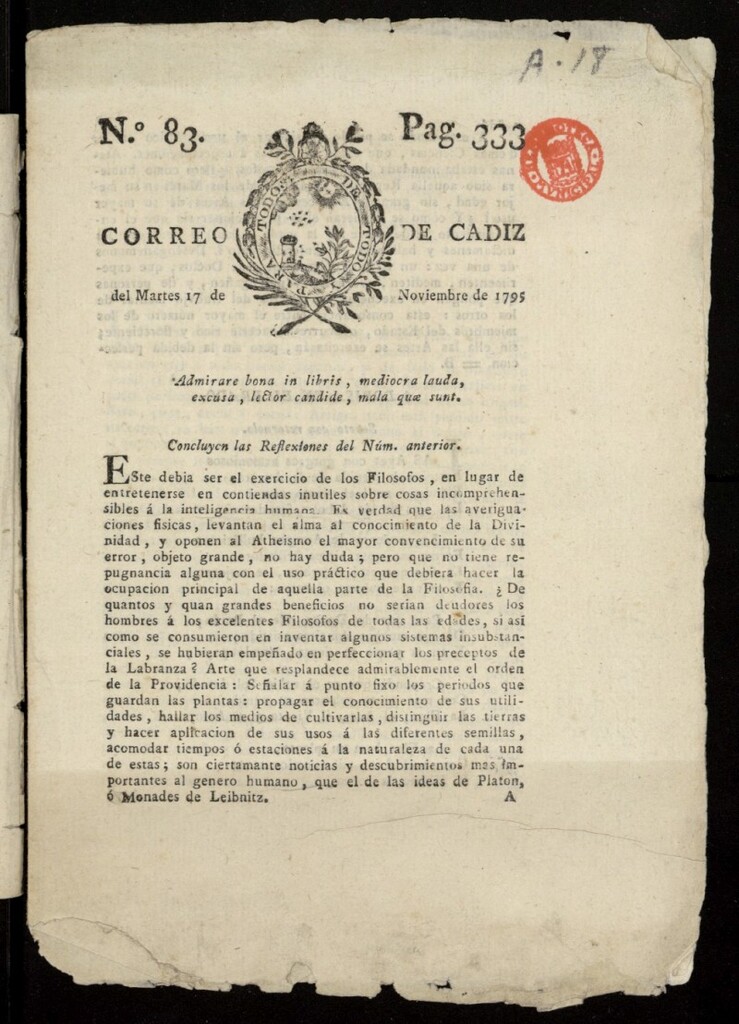 A. 18
N.º 83.
Pag. 333
PARA TODOS DE TODO
CORREO DE CADIZ
del Martes 17 de Noviembre de 1795
Admirare bona in libris, mediocra lauda,
excusa, lector candide, mala quæ sunt.
Concluyen las Reflexiones del Núm. anterior.
ESte debia ser el exercicio de los Filosofos, en lugar de
entretenerse en contiendas inutiles sobre cosas incomprehen-
sibles á la inteligencia humana. Es verdad que las averigua-
ciones fisicas, levantan el alma al conocimiento de la Divi-
nidad, y oponen al Atheismo el mayor convencimiento de su
error, objeto grande, no hay duda; pero que no tiene re-
pugnancia alguna con el uso práctico que debiera hacer la
ocupacion principal de aquella parte de la Filosofia. ¿De
quantos y quan grandes beneficios no serian deudores los
hombres á los excelentes Filosofos de todas las edades, si asi
como se consumieron en inventar algunos sistemas insubstan-
ciales, se hubieran empeñado en perfeccionar los preceptos de
la Labranza? Arte que resplandece admirablemente el orden
de la Providencia: Señalar á punto fixo los periodos que
guardan las plantas: propagar el conocimiento de sus utili-
dades, hallar los medios de cultivarlas, distinguir las tierras
y hacer aplicacion de sus usos á las diferentes semillas,
acomodar tiempos ó estaciones á la naturaleza de cada una
de estas; son ciertamante noticias y descubrimientos mas im-
portantes al genero humano, que el de las ideas de Platon,
ó Monades de Leibnitz.
A